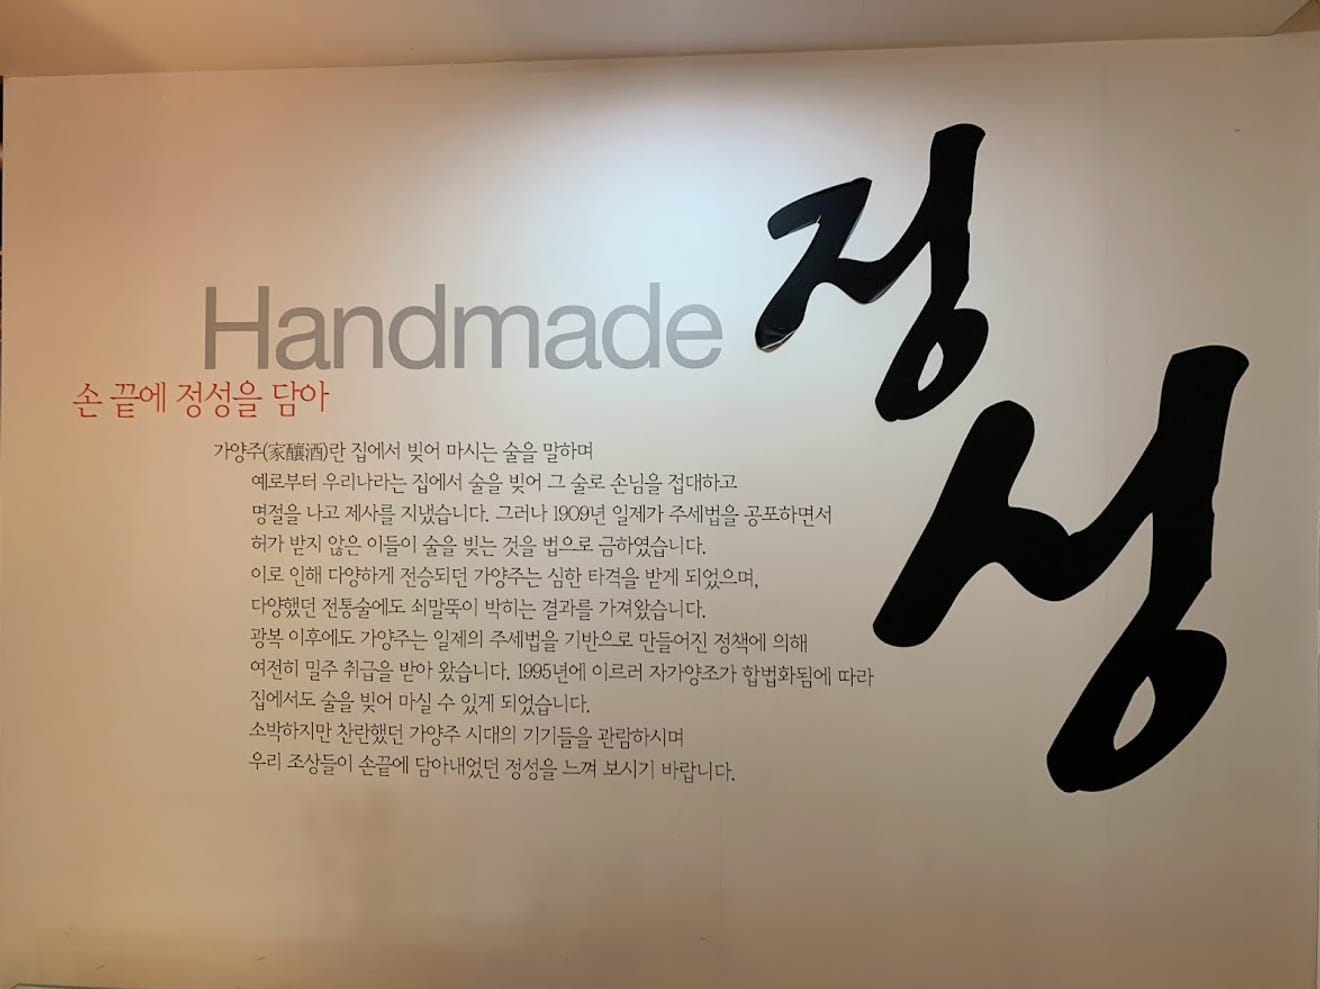 Handmade
정성
손 끝에 정성을 담아
가양주(家釀酒)란 집에서 빚어 마시는 술을 말하며
예로부터 우리나라는 집에서 술을 빚어 그 술로 손님을 접대하고
명절을 나고 제사를 지냈습니다. 그러나 1909년 일제가 주세법을 공포하면서
허가 받지 않은 이들이 술을 빚는 것을 법으로 금하였습니다.
이로 인해 다양하게 전승되던 가양주는 심한 타격을 받게 되었으며,
다양했던 전통술에도 쇠말뚝이 박히는 결과를 가져왔습니다.
광복 이후에도 가양주는 일제의 주세법을 기반으로 만들어진 정책에 의해
여전히 밀주 취급을 받아 왔습니다. 1995년에 이르러 자가양조가 합법화됨에 따라
집에서도 술을 빚어 마실 수 있게 되었습니다.
소박하지만 찬란했던 가양주 시대의 기기들을 관람하시며
우리 조상들이 손끝에 담아내었던 정성을 느껴 보시기 바랍니다.